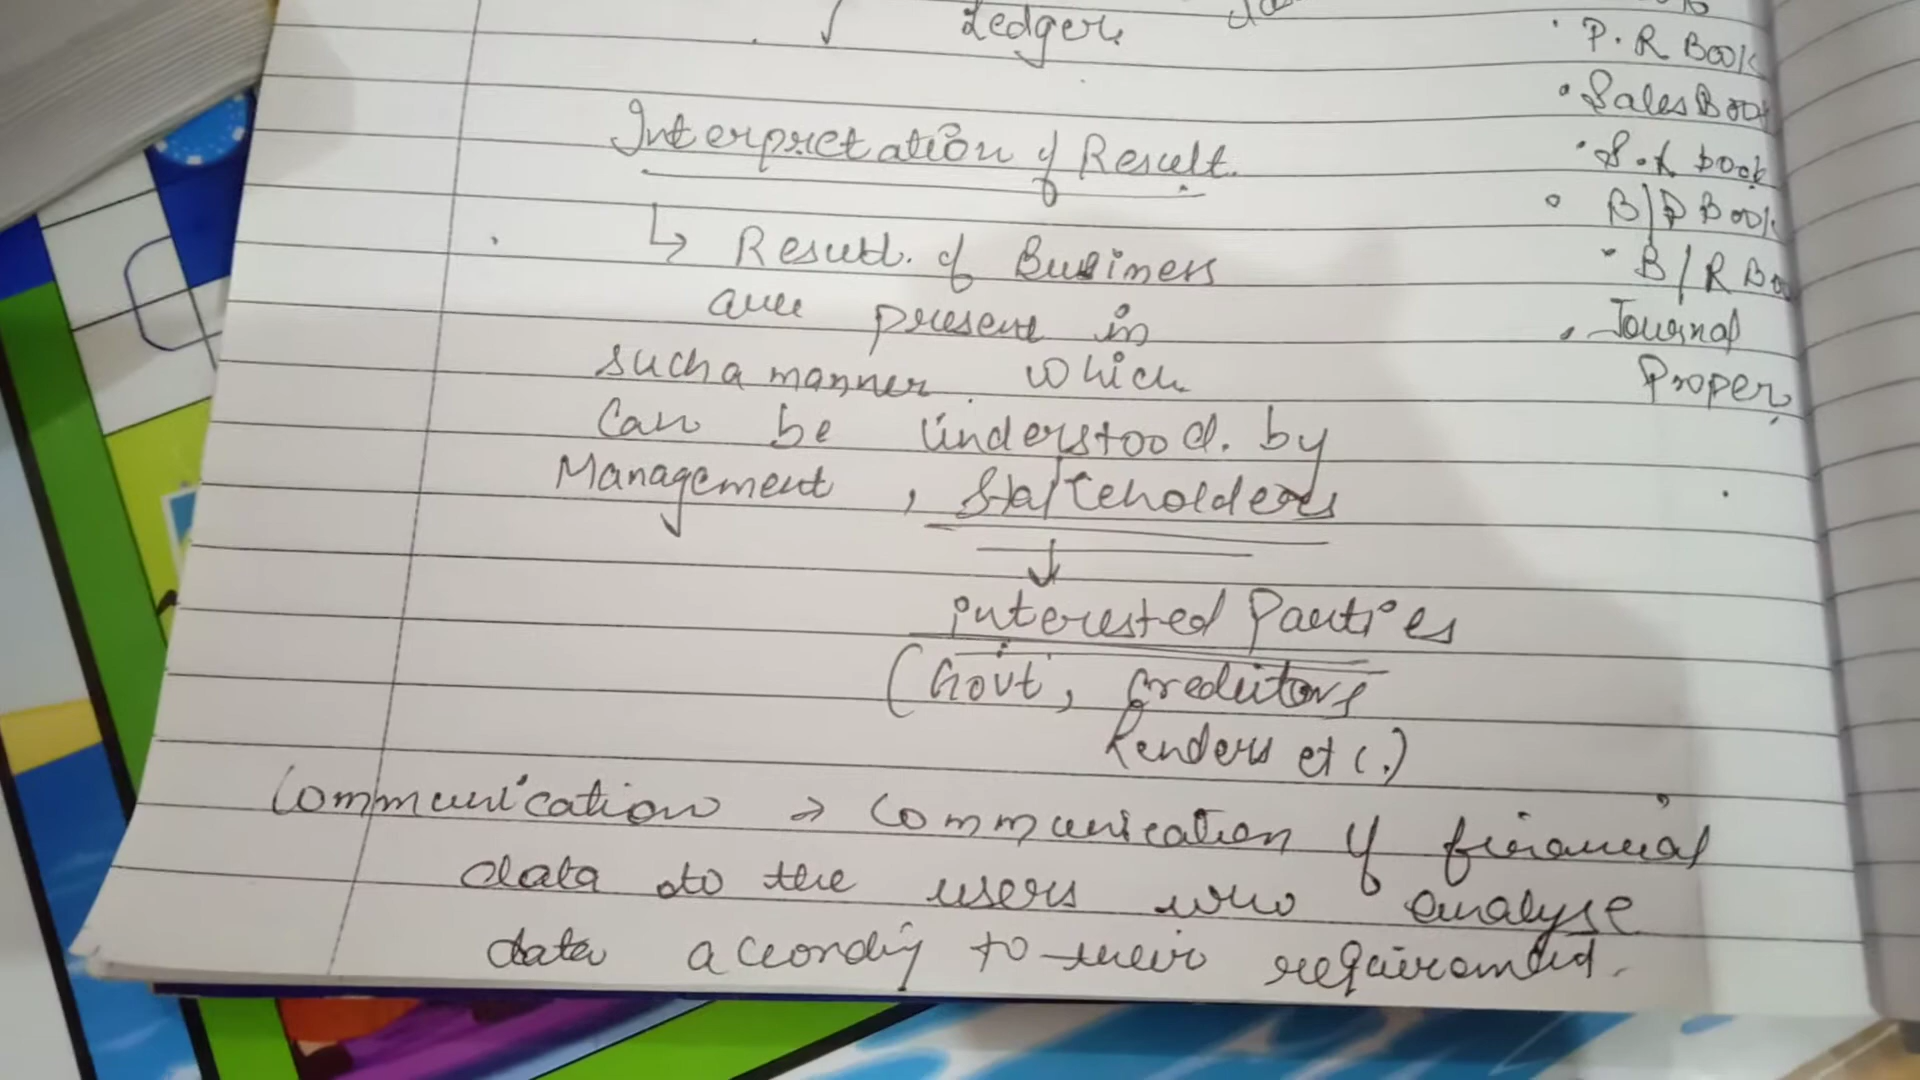 Ledger.
P.R Book
Sales Book
S.R book
B/P Book
B/R Bo
Journal
Proper
Interpretation of Result.
↳ Result. of Business
are present in
such a manner which
Can be Understood. by
Management, Stakeholders
↓
interested Parties
(Govt, Creditors
Lenders etc.)
Communication → Communication of financial
data to the users who analyse
data according to their